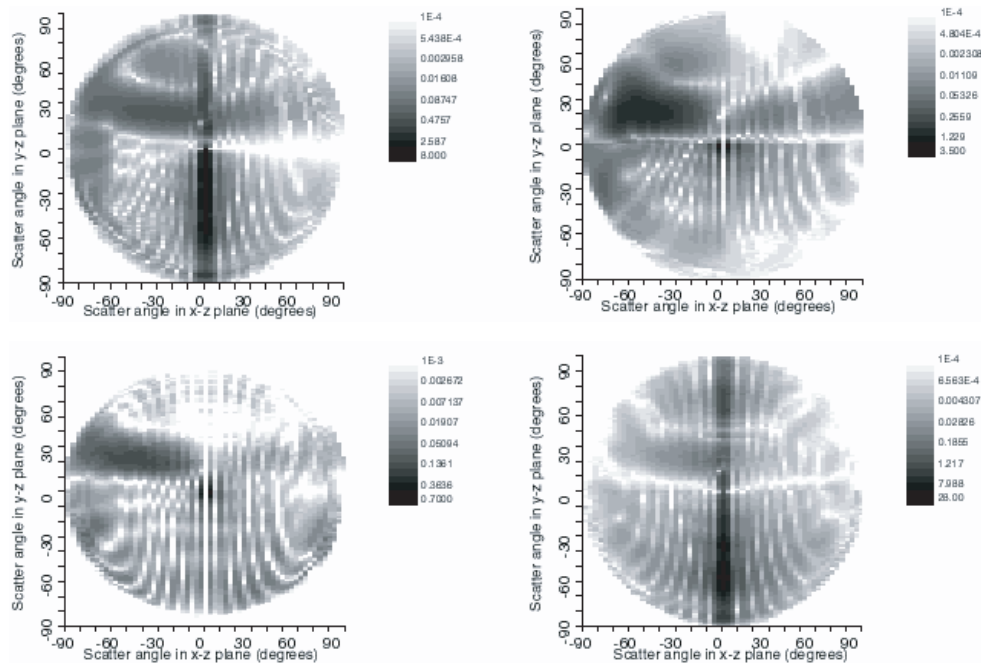 Scatter angle in y-z plane (degrees)
90
60
30
0
-30
-60
-90
-90 -60 -30 0 30 60 90
Scatter angle in x-z plane (degrees)
1E-4
5.438E-4
0.002958
0.01608
0.08747
0.4757
2.587
8.000
Scatter angle in y-z plane (degrees)
90
60
30
0
-30
-60
-90
-90 -60 -30 0 30 60 90
Scatter angle in x-z plane (degrees)
1E-4
4.804E-4
0.002308
0.01109
0.05326
0.2559
1.229
3.500
Scatter angle in y-z plane (degrees)
90
60
30
0
-30
-60
-90
-90 -60 -30 0 30 60 90
Scatter angle in x-z plane (degrees)
1E-3
0.002672
0.007137
0.01907
0.05094
0.1361
0.3636
0.7000
Scatter angle in y-z plane (degrees)
90
60
30
0
-30
-60
-90
-90 -60 -30 0 30 60 90
Scatter angle in x-z plane (degrees)
1E-4
6.563E-4
0.004307
0.02826
0.1855
1.217
7.988
28.00